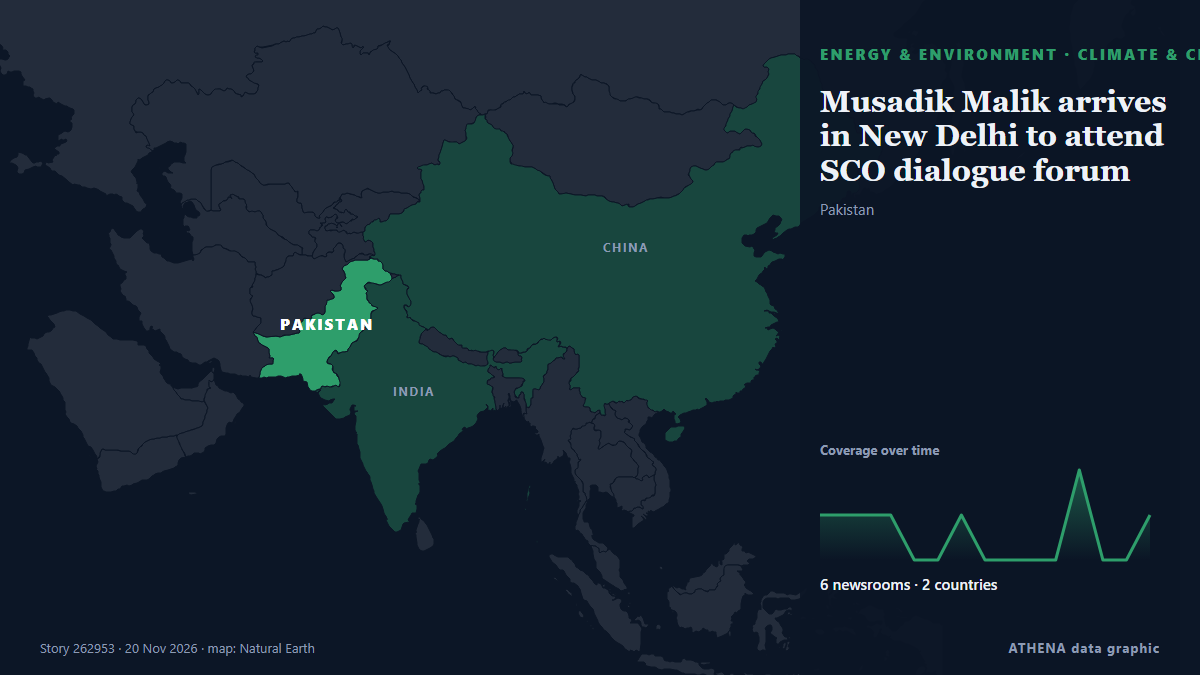 ENERGY & ENVIRONMENT · CLIMATE &
Musadik Malik arrives
in New Delhi to attend
SCO dialogue forum
Pakistan
CHINA
PAKISTAN
INDIA
Coverage over time
6 newsrooms · 2 countries
Story 262953 · 20 Nov 2026 · map: Natural Earth
ATHENA data graphic